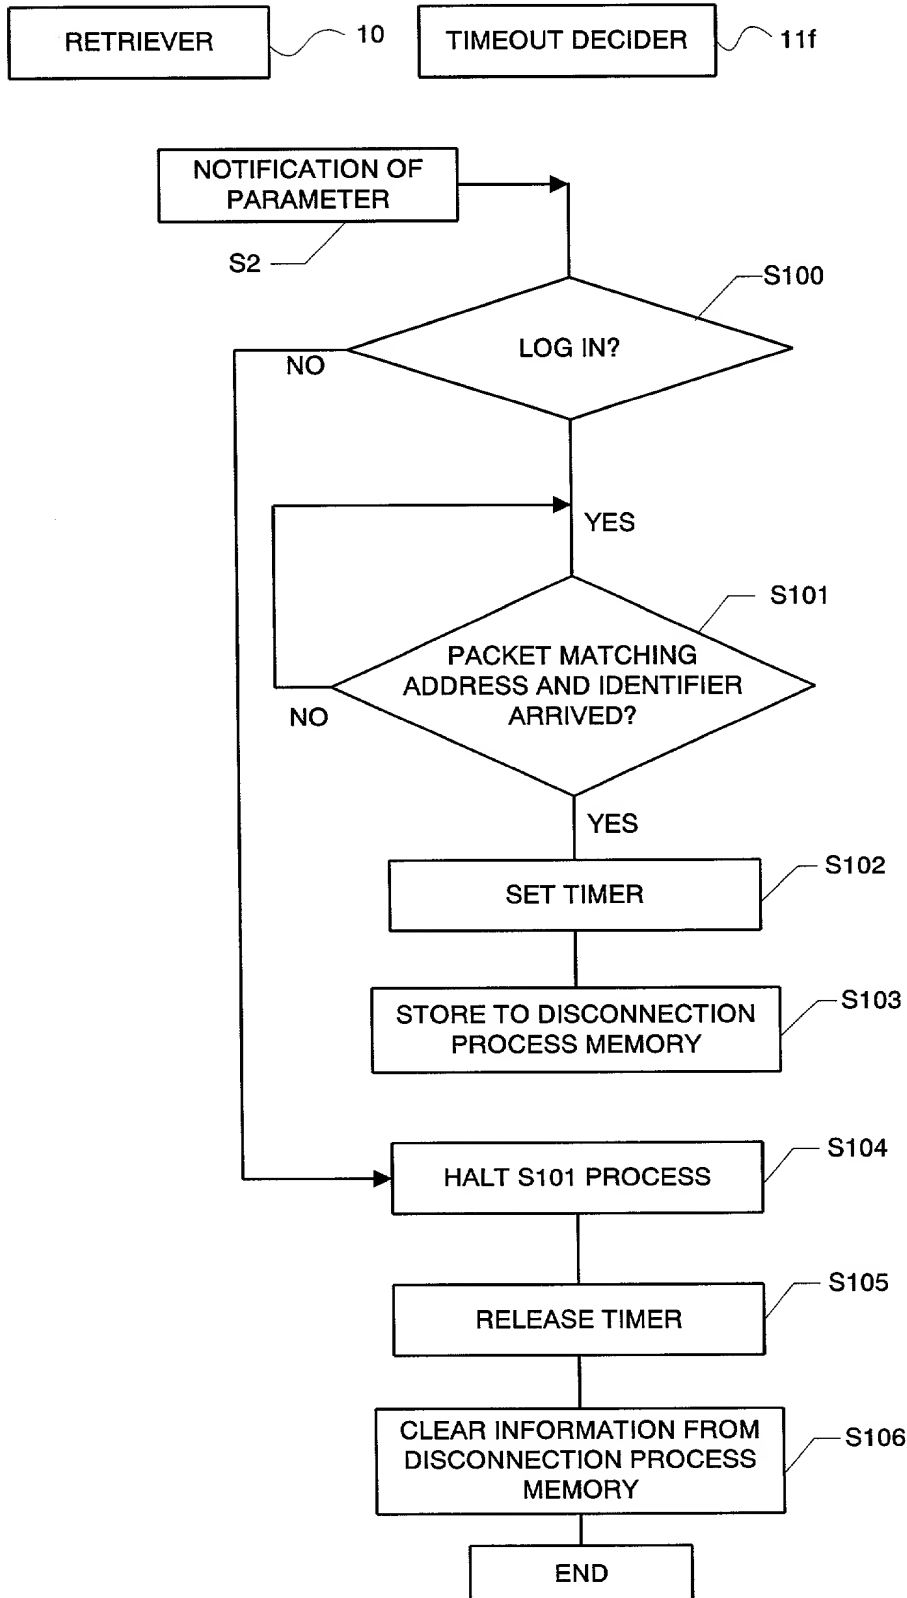 RETRIEVER
10
TIMEOUT DECIDER
11f
NOTIFICATION OF
PARAMETER
S2
S100
LOG IN?
NO
YES
S101
PACKET MATCHING
ADDRESS AND IDENTIFIER
ARRIVED?
NO
YES
S102
SET TIMER
S103
STORE TO DISCONNECTION
PROCESS MEMORY
S104
HALT S101 PROCESS
S105
RELEASE TIMER
CLEAR INFORMATION FROM
DISCONNECTION PROCESS
MEMORY
S106
END